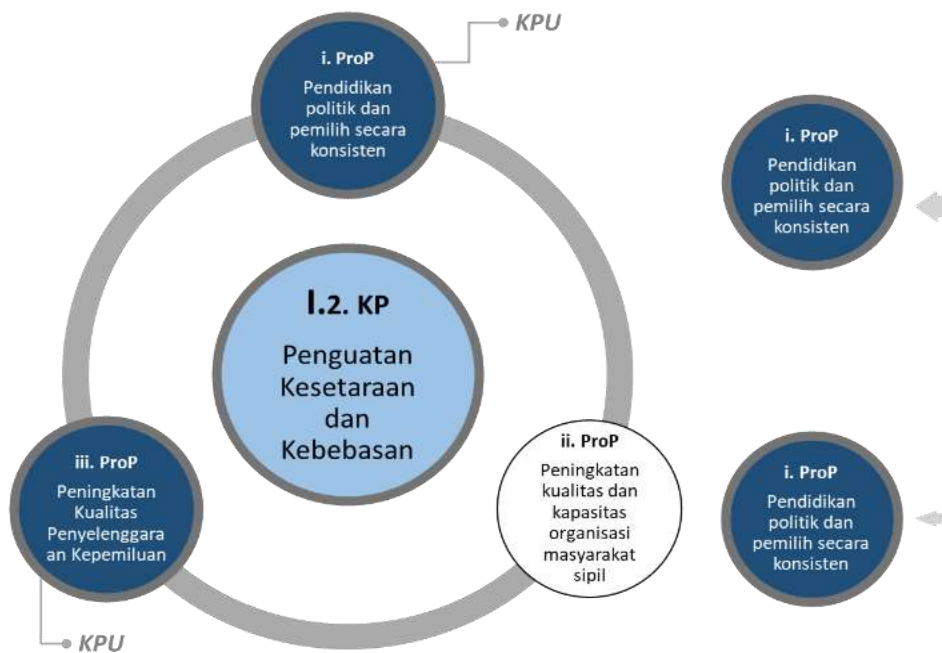 KPU
i. ProP
Pendidikan
politik dan
pemilih secara
konsisten
I.2. KP
Penguatan
Kesetaraan
dan
Kebebasan
iii. ProP
Peningkatan
Kualitas
Penyelenggara
an Kepemiluan
KPU
ii. ProP
Peningkatan
kualitas dan
kapasitas
organisasi
masyarakat
sipil
i. ProP
Pendidikan
politik dan
pemilih secara
konsisten
i. ProP
Pendidikan
politik dan
pemilih secara
konsisten